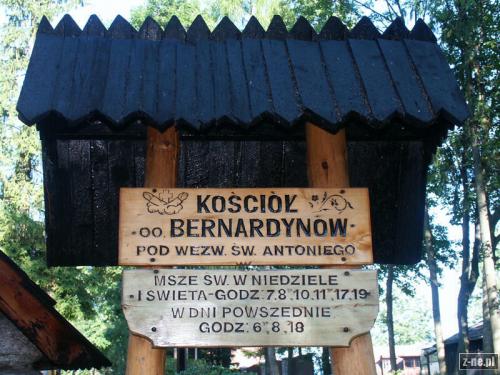 KOŚCIÓŁ
OO. BERNARDYNÓW
POD WEZW. ŚW. ANTONIEGO
MSZE ŚW. W NIEDZIELE
I ŚWIĘTA - GODZ: 7.8.10.11.17.19
W DNI POWSZEDNIE
GODZ: 6.8.18
z-ne.pl